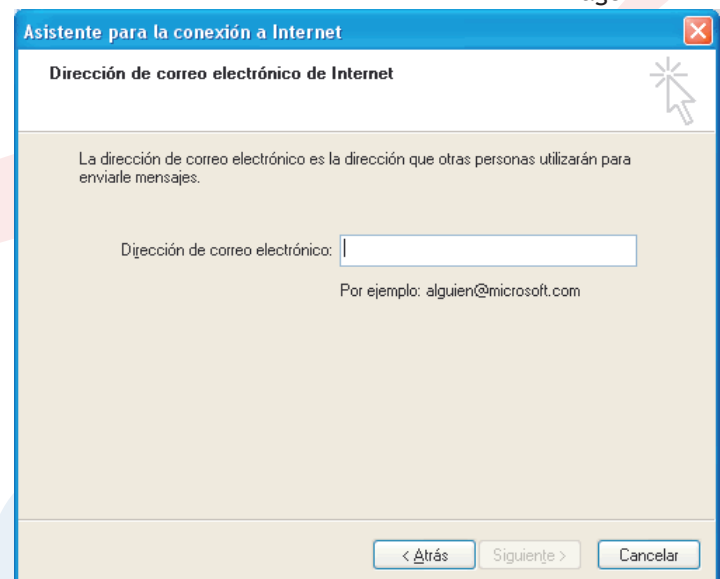 Asistente para la conexión a Internet
Dirección de correo electrónico de Internet
La dirección de correo electrónico es la dirección que otras personas utilizarán para
enviarle mensajes.
Dirección de correo electrónico:
Por ejemplo: alguien@microsoft.com
< Atrás Siguiente > Cancelar